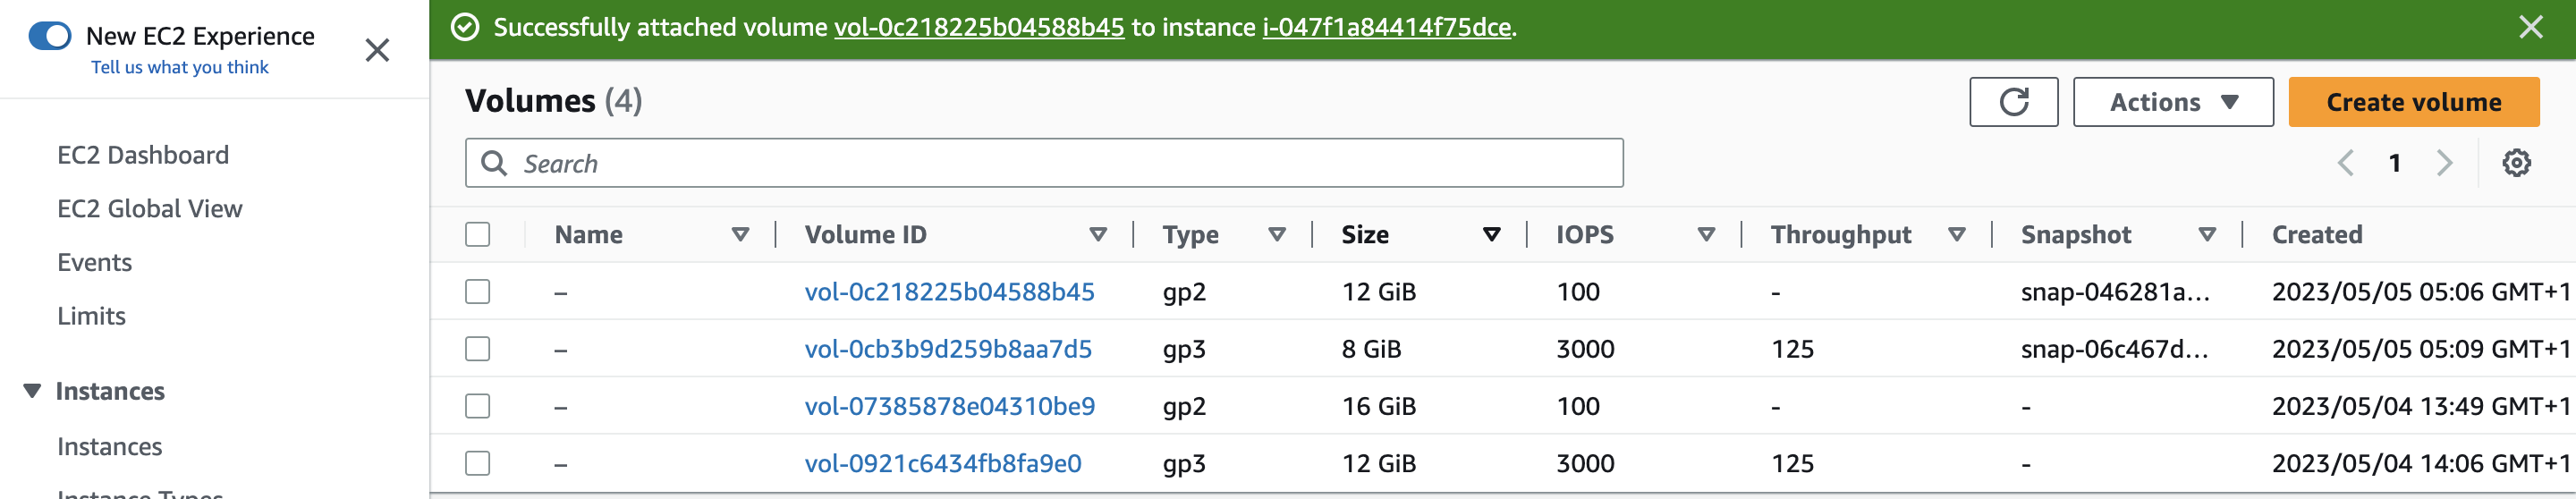 New EC2 Experience
Tell us what you think
EC2 Dashboard
EC2 Global View
Events
Limits
Instances
Instances
Instance Types
Successfully attached volume vol-0c218225b04588b45 to instance i-047f1a84414f75dce.
Volumes (4)
Actions
Create volume
Search
1
Name Volume ID Type Size IOPS Throughput Snapshot Created
– vol-0c218225b04588b45 gp2 12 GiB 100 - snap-046281a... 2023/05/05 05:06 GMT+1
– vol-0cb3b9d259b8aa7d5 gp3 8 GiB 3000 125 snap-06c467d... 2023/05/05 05:09 GMT+1
– vol-07385878e04310be9 gp2 16 GiB 100 - - 2023/05/04 13:49 GMT+1
– vol-0921c6434fb8fa9e0 gp3 12 GiB 3000 125 - 2023/05/04 14:06 GMT+1